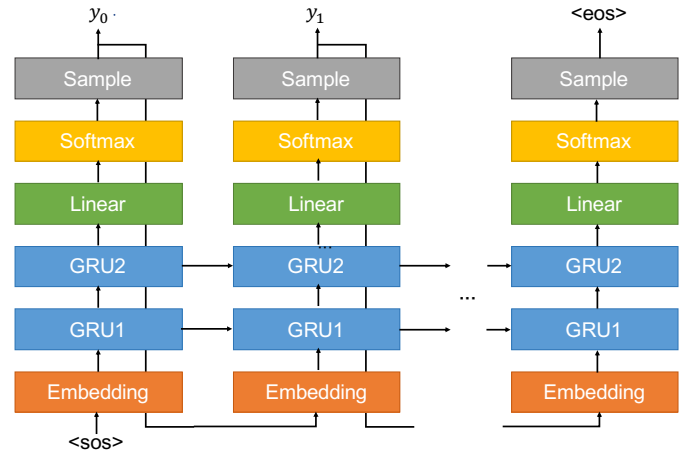 y₀ y₁ <eos>
Sample Sample Sample
Softmax Softmax Softmax
Linear Linear Linear
...
GRU2 GRU2 GRU2
...
GRU1 GRU1 GRU1
Embedding Embedding Embedding
<sos>